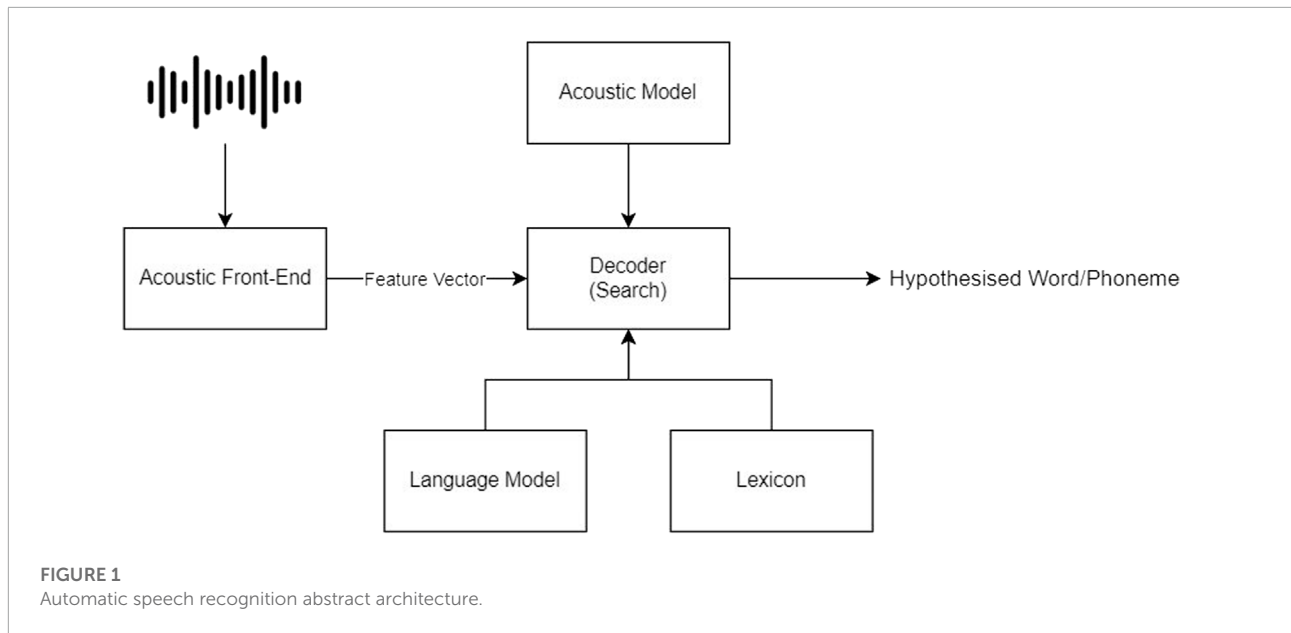 Acoustic Model
Acoustic Front-End
Feature Vector
Decoder
(Search)
Hypothesised Word/Phoneme
Language Model
Lexicon
FIGURE 1
Automatic speech recognition abstract architecture.